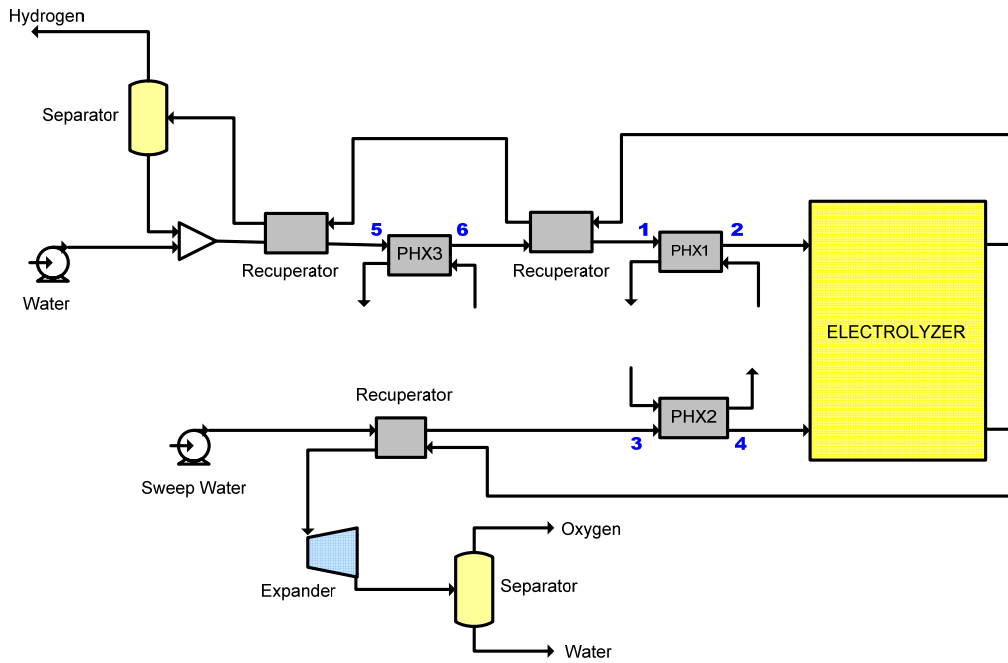 Hydrogen
Separator
5
6
1
2
PHX3
PHX1
Recuperator
Recuperator
Water
ELECTROLYZER
Recuperator
PHX2
3
4
Sweep Water
Oxygen
Expander
Separator
Water